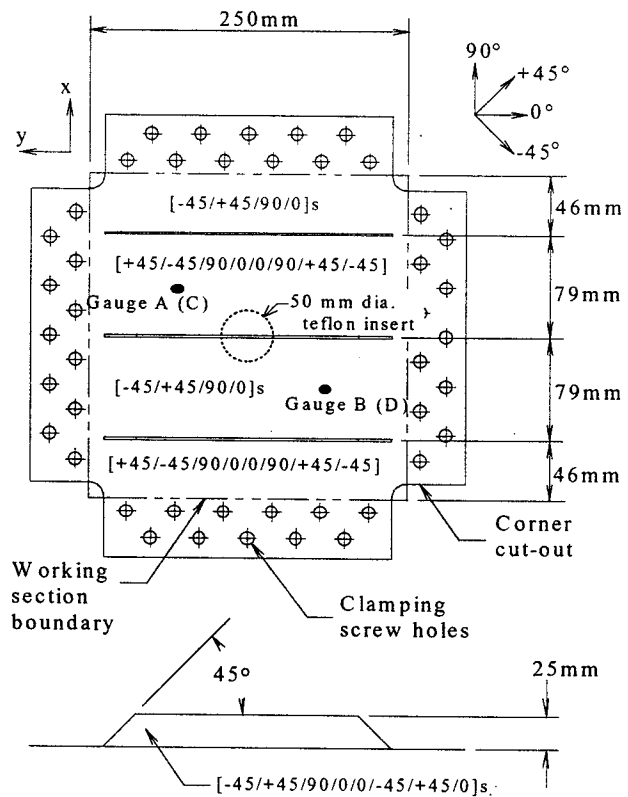 250mm
x
y
90°
+45°
0°
-45°
[-45/+45/90/0]s
46mm
[+45/-45/90/0/0/90/+45/-45]
79mm
Gauge A (C)
50 mm dia.
teflon insert
[-45/+45/90/0]s
Gauge B (D)
79mm
[+45/-45/90/0/0/90/+45/-45]
46mm
Corner
cut-out
Working
section
boundary
Clamping
screw holes
45°
25mm
[-45/+45/90/0/0/-45/+45/0]s